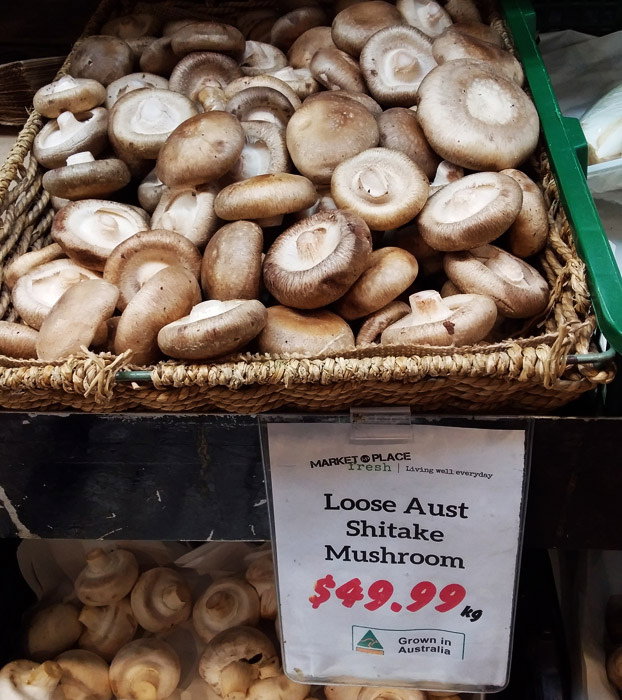 MARKET PLACE
fresh | Living well everyday
Loose Aust
Shitake
Mushroom
$49.99 kg
Grown in
Australia